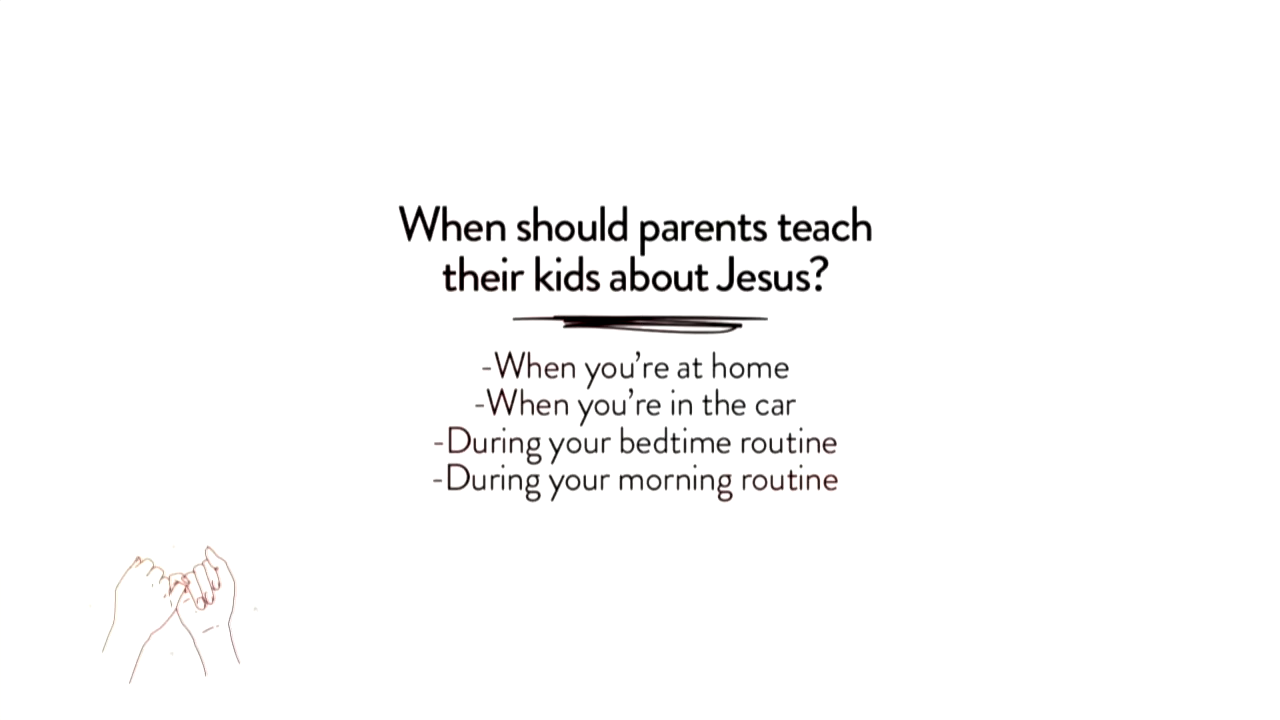 When should parents teach
their kids about Jesus?
-When you're at home
-When you're in the car
-During your bedtime routine
-During your morning routine